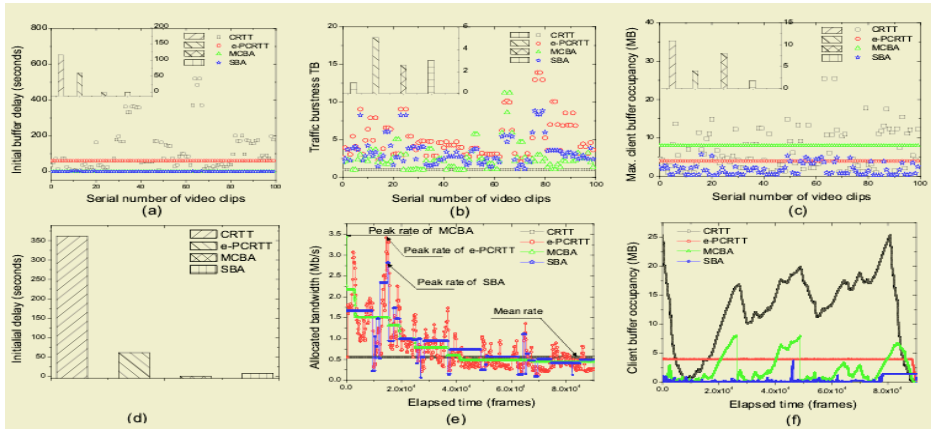 800
600
400
200
0
0
20
40
60
80
100
200
150
100
50
0
CRTT
e-PCRTT
MCBA
SBA
Initial buffer delay (seconds)
Serial number of video clips
(a)
20
15
10
5
0
0
20
40
60
80
100
6
4
2
0
CRTT
e-PCRTT
MCBA
SBA
Traffic burstness TB
Serial number of video clips
(b)
40
30
20
10
0
0
20
40
60
80
100
15
10
5
0
CRTT
e-PCRTT
MCBA
SBA
Max. client buffer occupancy (MB)
Serial number of video clips
(c)
350
300
250
200
150
100
50
0
CRTT
e-PCRTT
MCBA
SBA
Initialial delay (seconds)
(d)
3.5
3.0
2.5
2.0
1.5
1.0
0.5
0.0
0.0
2.0x10⁴
4.0x10⁴
6.0x10⁴
8.0x10⁴
Peak rate of MCBA
Peak rate of e-PCRTT
Peak rate of SBA
Mean rate
CRTT
e-PCRTT
MCBA
SBA
Allocated bandwidth (Mb/s)
Elapsed time (frames)
(e)
25
20
15
10
5
0
0.0
2.0x10⁴
4.0x10⁴
6.0x10⁴
8.0x10⁴
CRTT
e-PCRTT
MCBA
SBA
Client buffer occupancy (MB)
Elapsed time (frames)
(f)